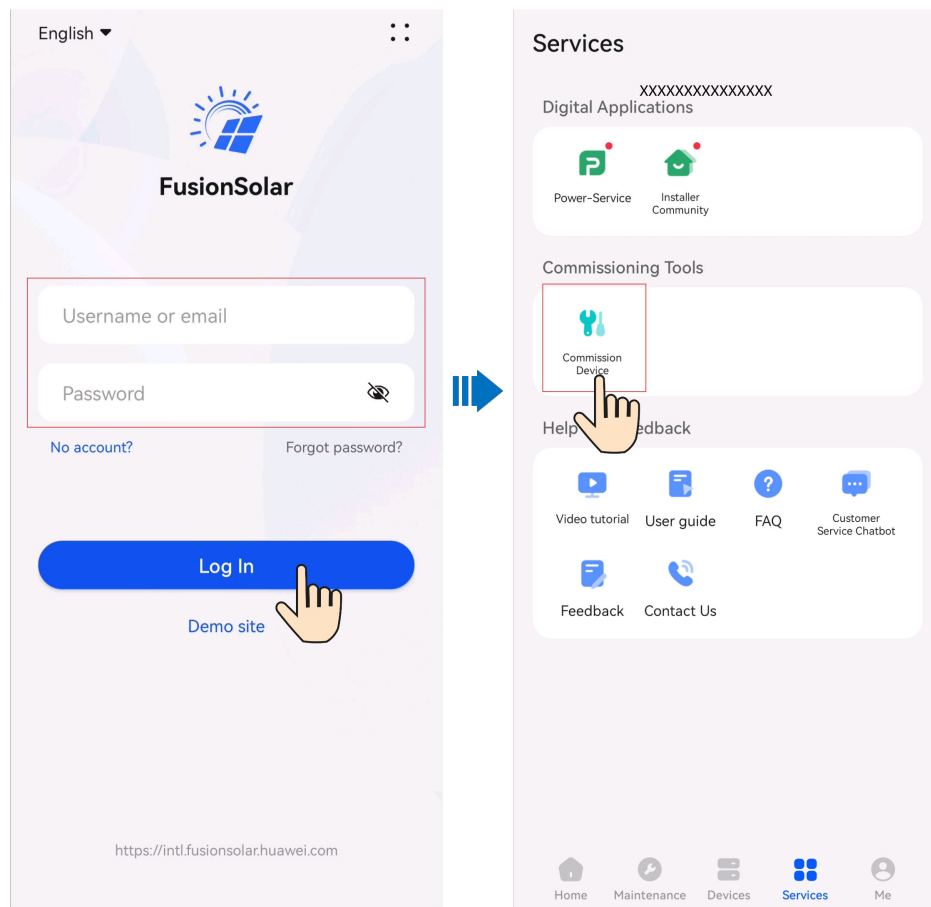 English
FusionSolar
Username or email
Password
No account?
Forgot password?
Log In
Demo site
https://intl.fusionsolar.huawei.com
Services
XXXXXXXXXXXXXXX
Digital Applications
Power-Service
Installer
Community
Commissioning Tools
Commission
Device
Help edback
Video tutorial
User guide
FAQ
Customer
Service Chatbot
Feedback
Contact Us
Home
Maintenance
Devices
Services
Me